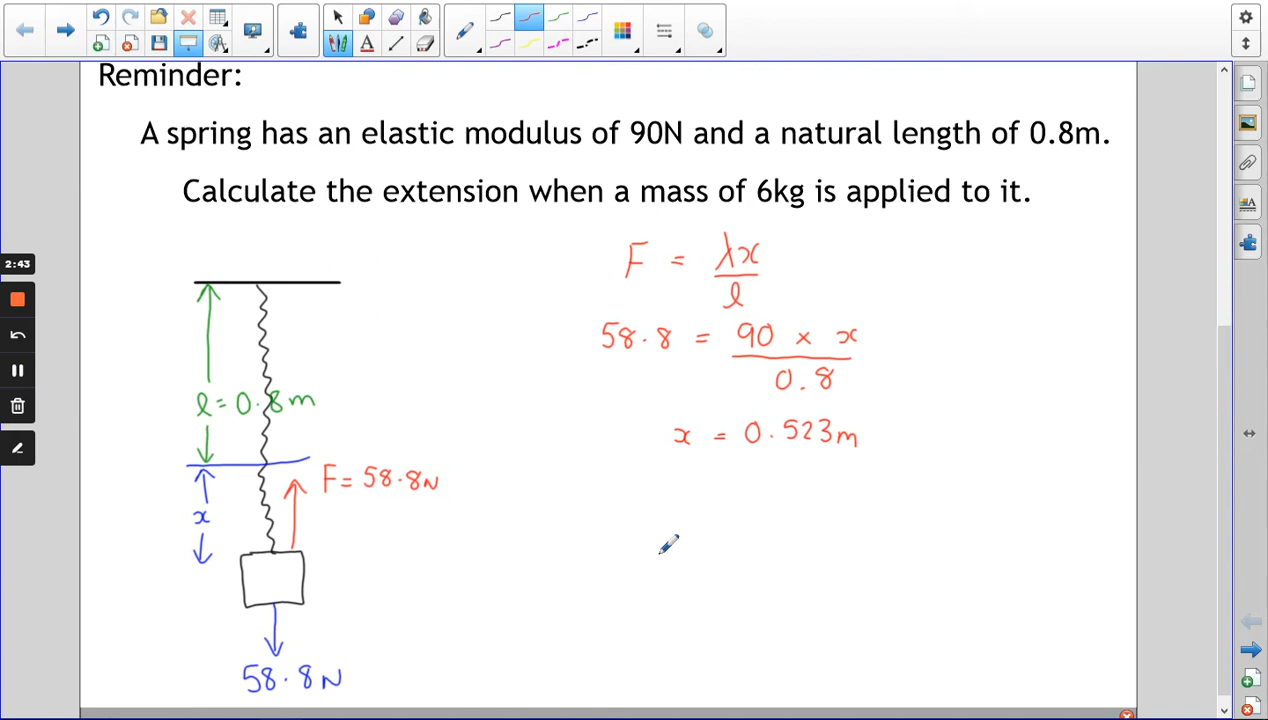 Reminder:
A spring has an elastic modulus of 90N and a natural length of 0.8m.
Calculate the extension when a mass of 6kg is applied to it.
2:43
F = λx
l
58.8 = 90 × x
0.8
x = 0.523m
l = 0.8m
F = 58.8N
x
58.8N